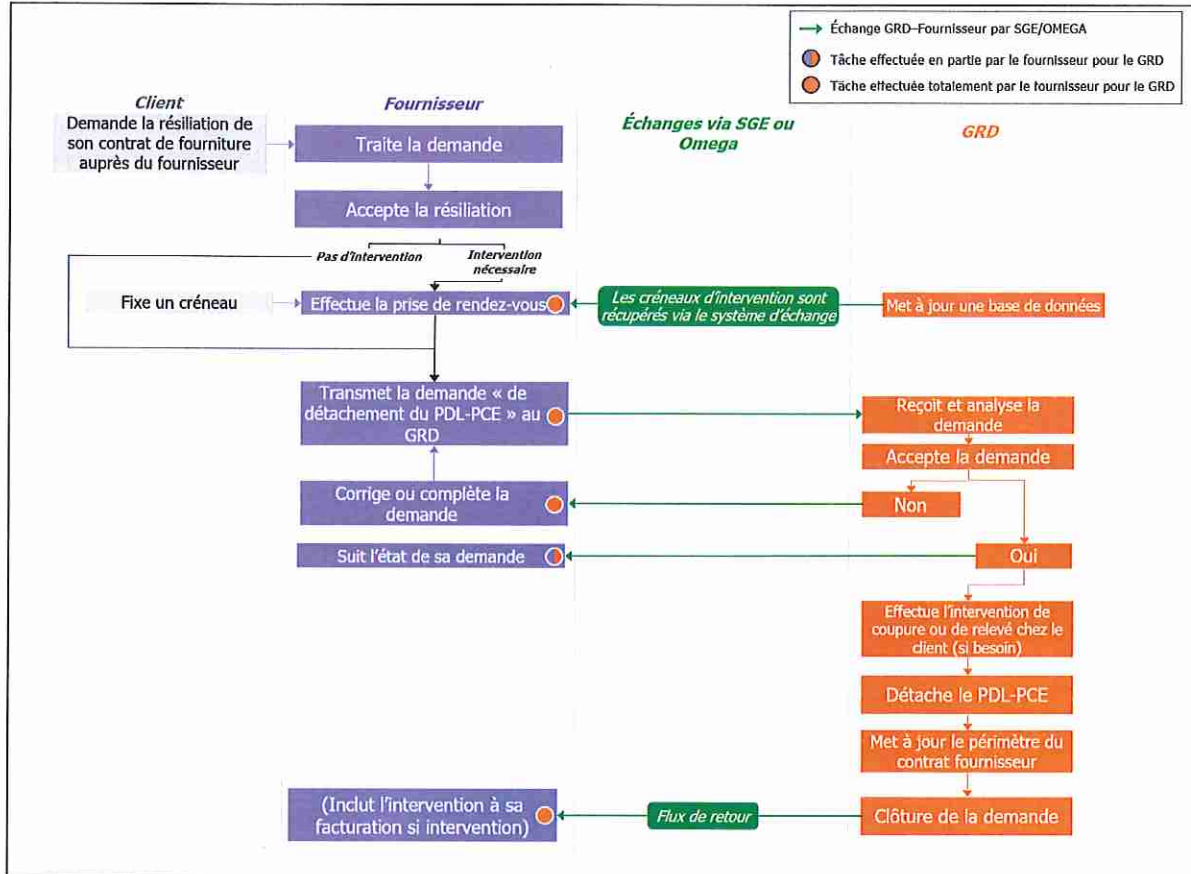 Échange GRD–Fournisseur par SGE/OMEGA
Tâche effectuée en partie par le fournisseur pour le GRD
Tâche effectuée totalement par le fournisseur pour le GRD
Client
Demande la résiliation de
son contrat de fourniture
auprès du fournisseur
Fournisseur
Traite la demande
Échanges via SGE ou
Omega
GRD
Accepte la résiliation
Pas d'intervention
Intervention
nécessaire
Fixe un créneau
Effectue la prise de rendez-vous
Les créneaux d'intervention sont
récupérés via le système d'échange
Met à jour une base de données
Transmet la demande « de
détachement du PDL-PCE » au
GRD
Reçoit et analyse la
demande
Accepte la demande
Corrige ou complète la
demande
Non
Suit l'état de sa demande
Oui
Effectue l'intervention de
coupure ou de relevé chez le
client (si besoin)
Détache le PDL-PCE
Met à jour le périmètre du
contrat fournisseur
(Inclut l'intervention à sa
facturation si intervention)
Flux de retour
Clôture de la demande